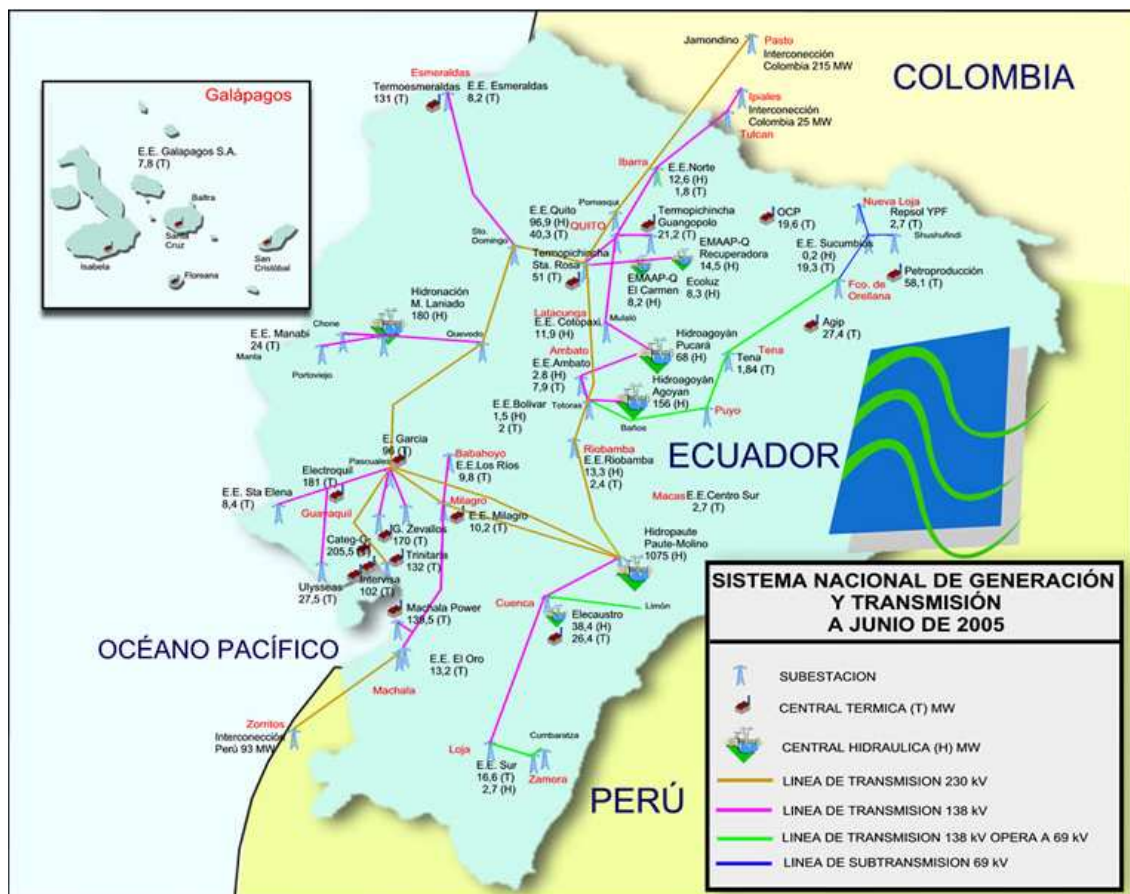 Jamondino
Pasto
Interconección
Colombia 215 MW
COLOMBIA
Esmeraldas
Termoesmeraldas
131 (T)
E.E. Esmeraldas
8,2 (T)
Ipiales
Interconección
Colombia 25 MW
Tulcan
Galápagos
E.E. Galapagos S.A.
7,8 (T)
Baltra
Santa
Cruz
Isabela
Floreana
San
Cristóbal
Ibarra
E.E.Norte
12,6 (H)
1,8 (T)
Pomasqui
E.E.Quito
96,9 (H)
40,3 (T)
QUITO
Termopichincha
Guangopolo
21,2 (T)
OCP
19,6 (T)
Nueva Loja
Repsol YPF
2,7 (T)
Shushufindi
Sto.
Domingo
Termopichincha
Sta. Rosa
51 (T)
EMAAP-Q
Recuperadora
14,5 (H)
E.E. Sucumbios
0,2 (H)
19,3 (T)
EMAAP-Q
El Carmen
8,2 (H)
Ecoluz
8,3 (H)
Petroproducción
58,1 (T)
Fco. de
Orellana
Hidronación
M. Laniado
180 (H)
Latacunga
E.E. Cotopaxi
11,9 (H)
Mulaló
Agip
27,4 (T)
Chone
E.E. Manabí
24 (T)
Manta
Portoviejo
Quevedo
Hidroagoyán
Pucará
68 (H)
Ambato
E.E.Ambato
2.8 (H)
7,9 (T)
Tena
1,84 (T)
Tena
Hidroagoyán
Agoyan
156 (H)
E.E.Bolívar
1,5 (H)
2 (T)
Totoras
Baños
Puyo
ECUADOR
E. Garcia
96 (T)
Pascuales
Babahoyo
E.E.Los Ríos
9,8 (T)
Riobamba
E.E.Riobamba
13,3 (H)
2,4 (T)
Electroquil
181 (T)
E.E. Sta Elena
8,4 (T)
Guayaquil
Milagro
E.E. Milagro
10,2 (T)
Macas
E.E.Centro Sur
2,7 (T)
G. Zevallos
170 (T)
Categ-G
205,5 (T)
Trinitaria
132 (T)
Hidropaute
Paute-Molino
1075 (H)
Ulysseas
27,5 (T)
Intervisa
102 (T)
Machala Power
139,5 (T)
Cuenca
Limón
Elecaustro
38,4 (H)
26,4 (T)
OCÉANO PACÍFICO
E.E. El Oro
13,2 (T)
Machala
Zorritos
Interconección
Perú 93 MW
Loja
E.E. Sur
16,6 (T)
2,7 (H)
Cumbaratza
Zamora
PERÚ
SISTEMA NACIONAL DE GENERACIÓN
Y TRANSMISIÓN
A JUNIO DE 2005
SUBESTACION
CENTRAL TERMICA (T) MW
CENTRAL HIDRAULICA (H) MW
LINEA DE TRANSMISION 230 kV
LINEA DE TRANSMISION 138 kV
LINEA DE TRANSMISION 138 kV OPERA A 69 kV
LINEA DE SUBTRANSMISION 69 kV